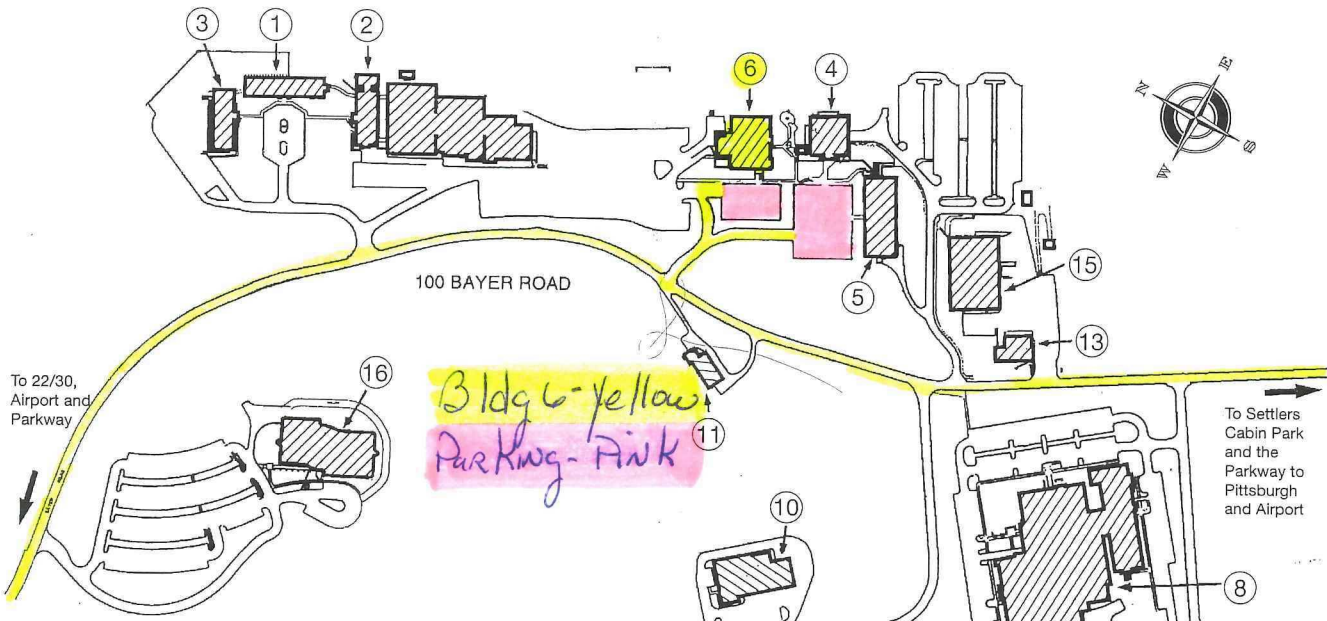 3
1
2
6
4
N
E
S
W
15
5
100 BAYER ROAD
13
To 22/30,
Airport and
Parkway
16
Bldg 6-Yellow
Parking-Pink
11
To Settlers
Cabin Park
and the
Parkway to
Pittsburgh
and Airport
10
8